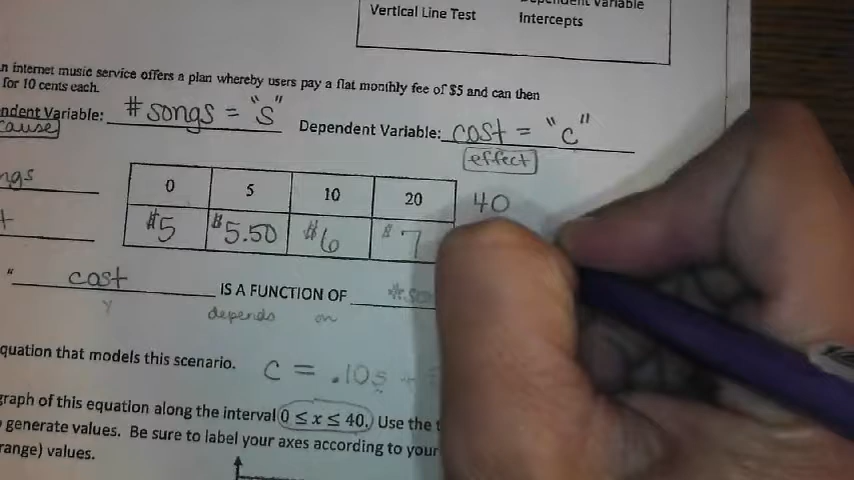 Variable
Vertical Line Test Intercepts
n internet music service offers a plan whereby users pay a flat monthly fee of $5 and can then
for 10 cents each.
ndent Variable: # songs = "s" Dependent Variable: cost = "c"
cause effect
ngs 0 5 10 20 40
t $5 $5.50 $6 $7
" cost IS A FUNCTION OF
y depends on
quation that models this scenario. c = .10s +
graph of this equation along the interval 0 ≤ x ≤ 40. Use the t
generate values. Be sure to label your axes according to your
range) values.